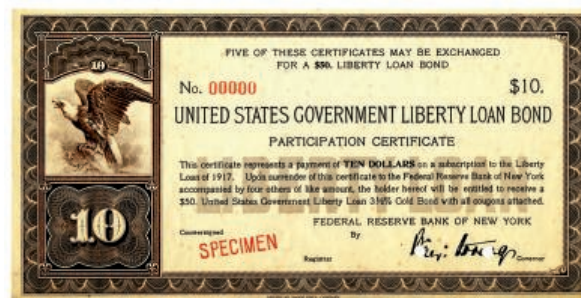 FIVE OF THESE CERTIFICATES MAY BE EXCHANGED
FOR A $50. LIBERTY LOAN BOND
10
No. 00000 $10.
UNITED STATES GOVERNMENT LIBERTY LOAN BOND
PARTICIPATION CERTIFICATE
This certificate represents a payment of TEN DOLLARS on a subscription to the Liberty
Loan of 1917. Upon surrender of this certificate to the Federal Reserve Bank of New York
accompanied by four others of like amount, the holder hereof will be entitled to receive a
$50. United States Government Liberty Loan 3½% Gold Bond with all coupons attached.
10
FEDERAL RESERVE BANK OF NEW YORK
Countersigned By
SPECIMEN
Registrar Governor